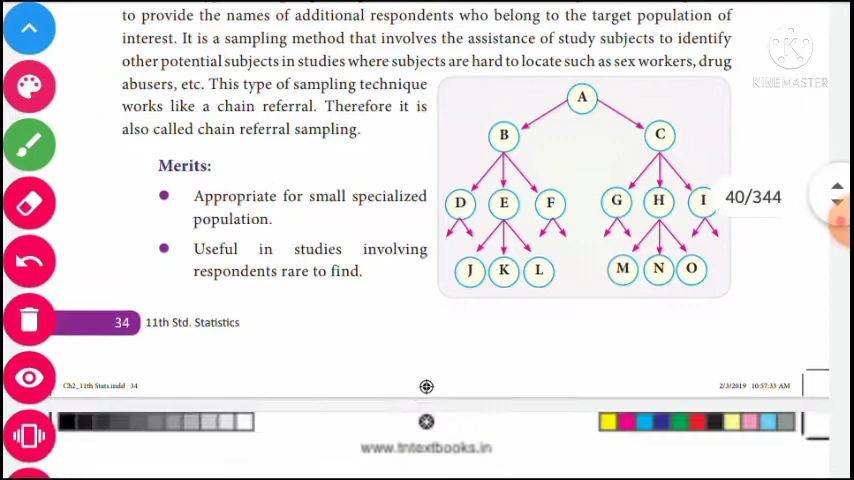 to provide the names of additional respondents who belong to the target population of
interest. It is a sampling method that involves the assistance of study subjects to identify
other potential subjects in studies where subjects are hard to locate such as sex workers, drug
abusers, etc. This type of sampling technique
works like a chain referral. Therefore it is
also called chain referral sampling.
KINEMASTER
A
B C
D E F G H I
J K L M N O
40/344
Merits:
● Appropriate for small specialized
population.
● Useful in studies involving
respondents rare to find.
34 11th Std. Statistics
Ch2_11th Stats.indd 34 2/3/2019 10:57:33 AM
www.tntextbooks.in